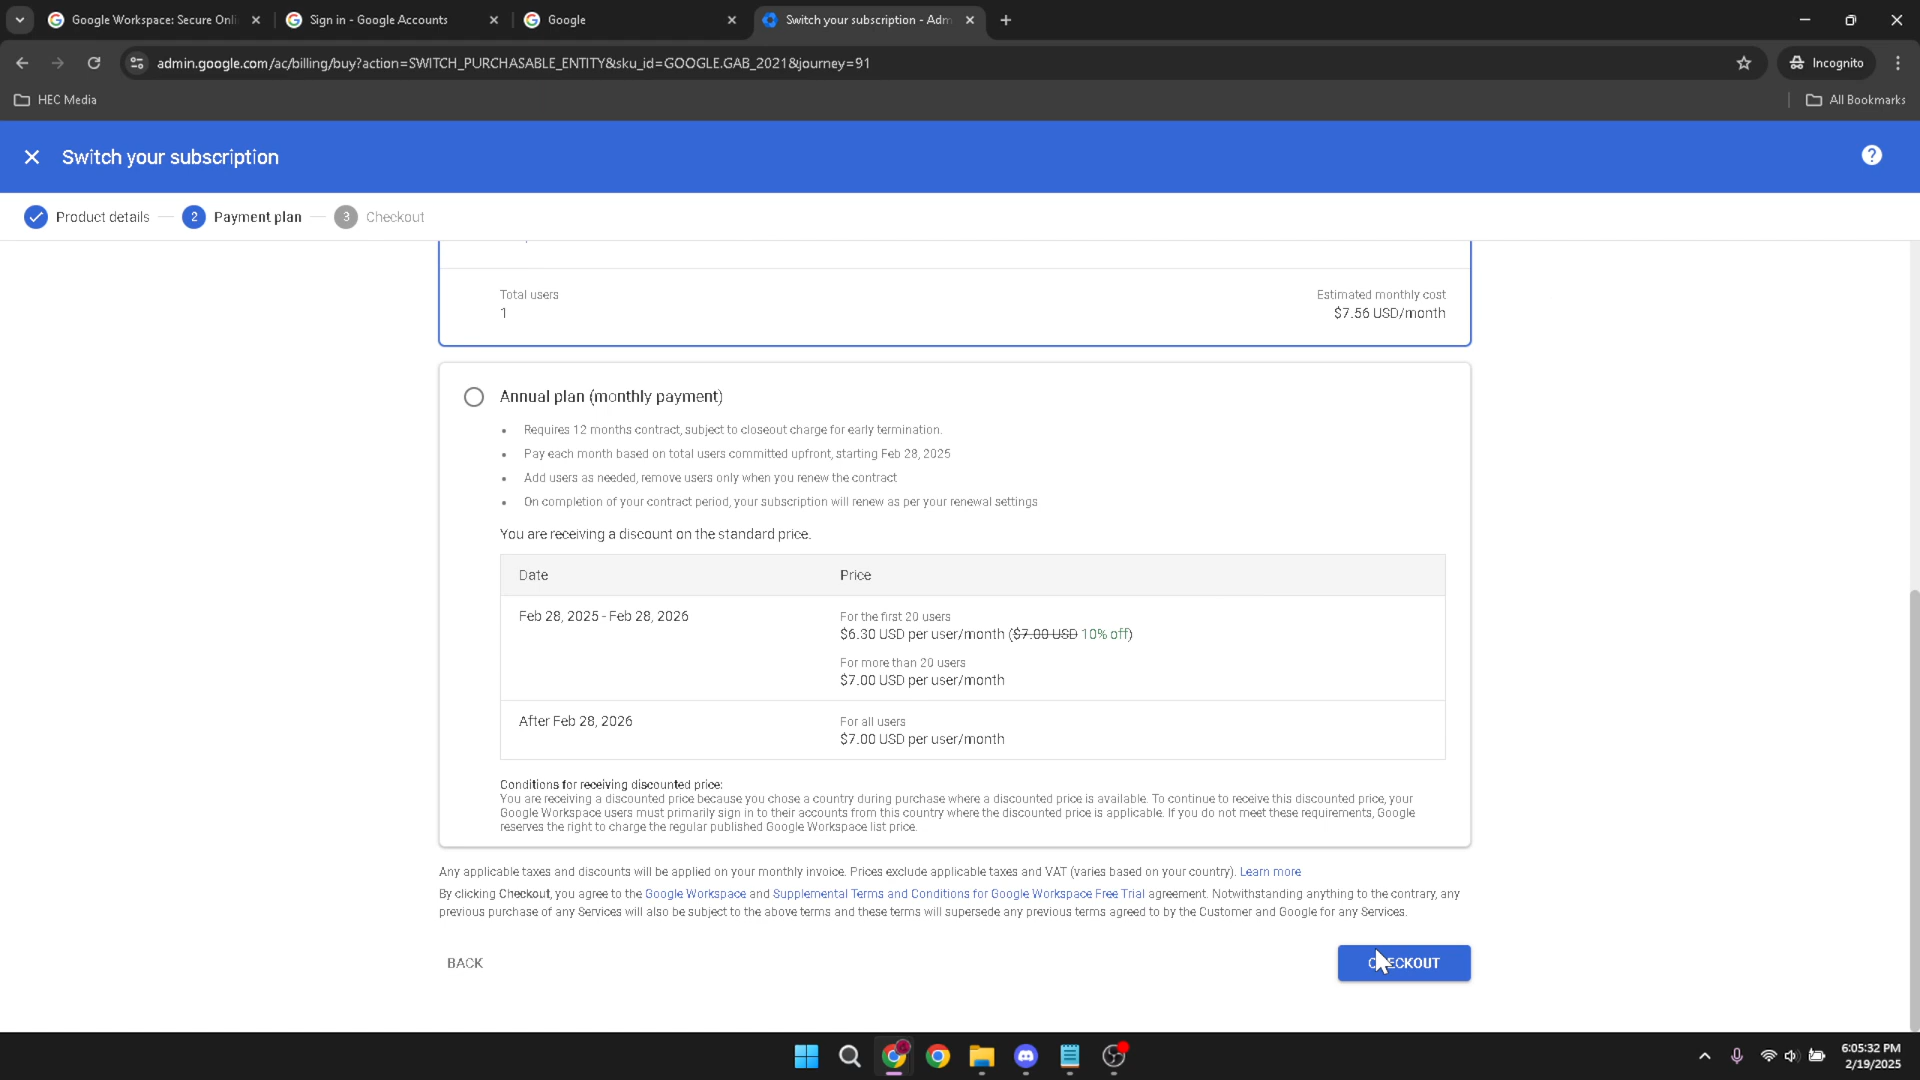 Google Workspace: Secure Onli
Sign in - Google Accounts
Google
Switch your subscription - Adm
admin.google.com/ac/billing/buy?action=SWITCH_PURCHASABLE_ENTITY&sku_id=GOOGLE.GAB_2021&journey=91
Incognito
HEC Media
All Bookmarks
Switch your subscription
Product details
2 Payment plan
3 Checkout
Total users
1
Estimated monthly cost
$7.56 USD/month
Annual plan (monthly payment)
Requires 12 months contract, subject to closeout charge for early termination.
Pay each month based on total users committed upfront, starting Feb 28, 2025
Add users as needed, remove users only when you renew the contract
On completion of your contract period, your subscription will renew as per your renewal settings
You are receiving a discount on the standard price.
Date Price
Feb 28, 2025 - Feb 28, 2026
For the first 20 users
$6.30 USD per user/month ($7.00 USD 10% off)
For more than 20 users
$7.00 USD per user/month
After Feb 28, 2026
For all users
$7.00 USD per user/month
Conditions for receiving discounted price:
You are receiving a discounted price because you chose a country during purchase where a discounted price is available. To continue to receive this discounted price, your
Google Workspace users must primarily sign in to their accounts from this country where the discounted price is applicable. If you do not meet these requirements, Google
reserves the right to charge the regular published Google Workspace list price.
Any applicable taxes and discounts will be applied on your monthly invoice. Prices exclude applicable taxes and VAT (varies based on your country). Learn more
By clicking Checkout, you agree to the Google Workspace and Supplemental Terms and Conditions for Google Workspace Free Trial agreement. Notwithstanding anything to the contrary, any
previous purchase of any Services will also be subject to the above terms and these terms will supersede any previous terms agreed to by the Customer and Google for any Services.
BACK
CHECKOUT
6:05:32 PM
2/19/2025